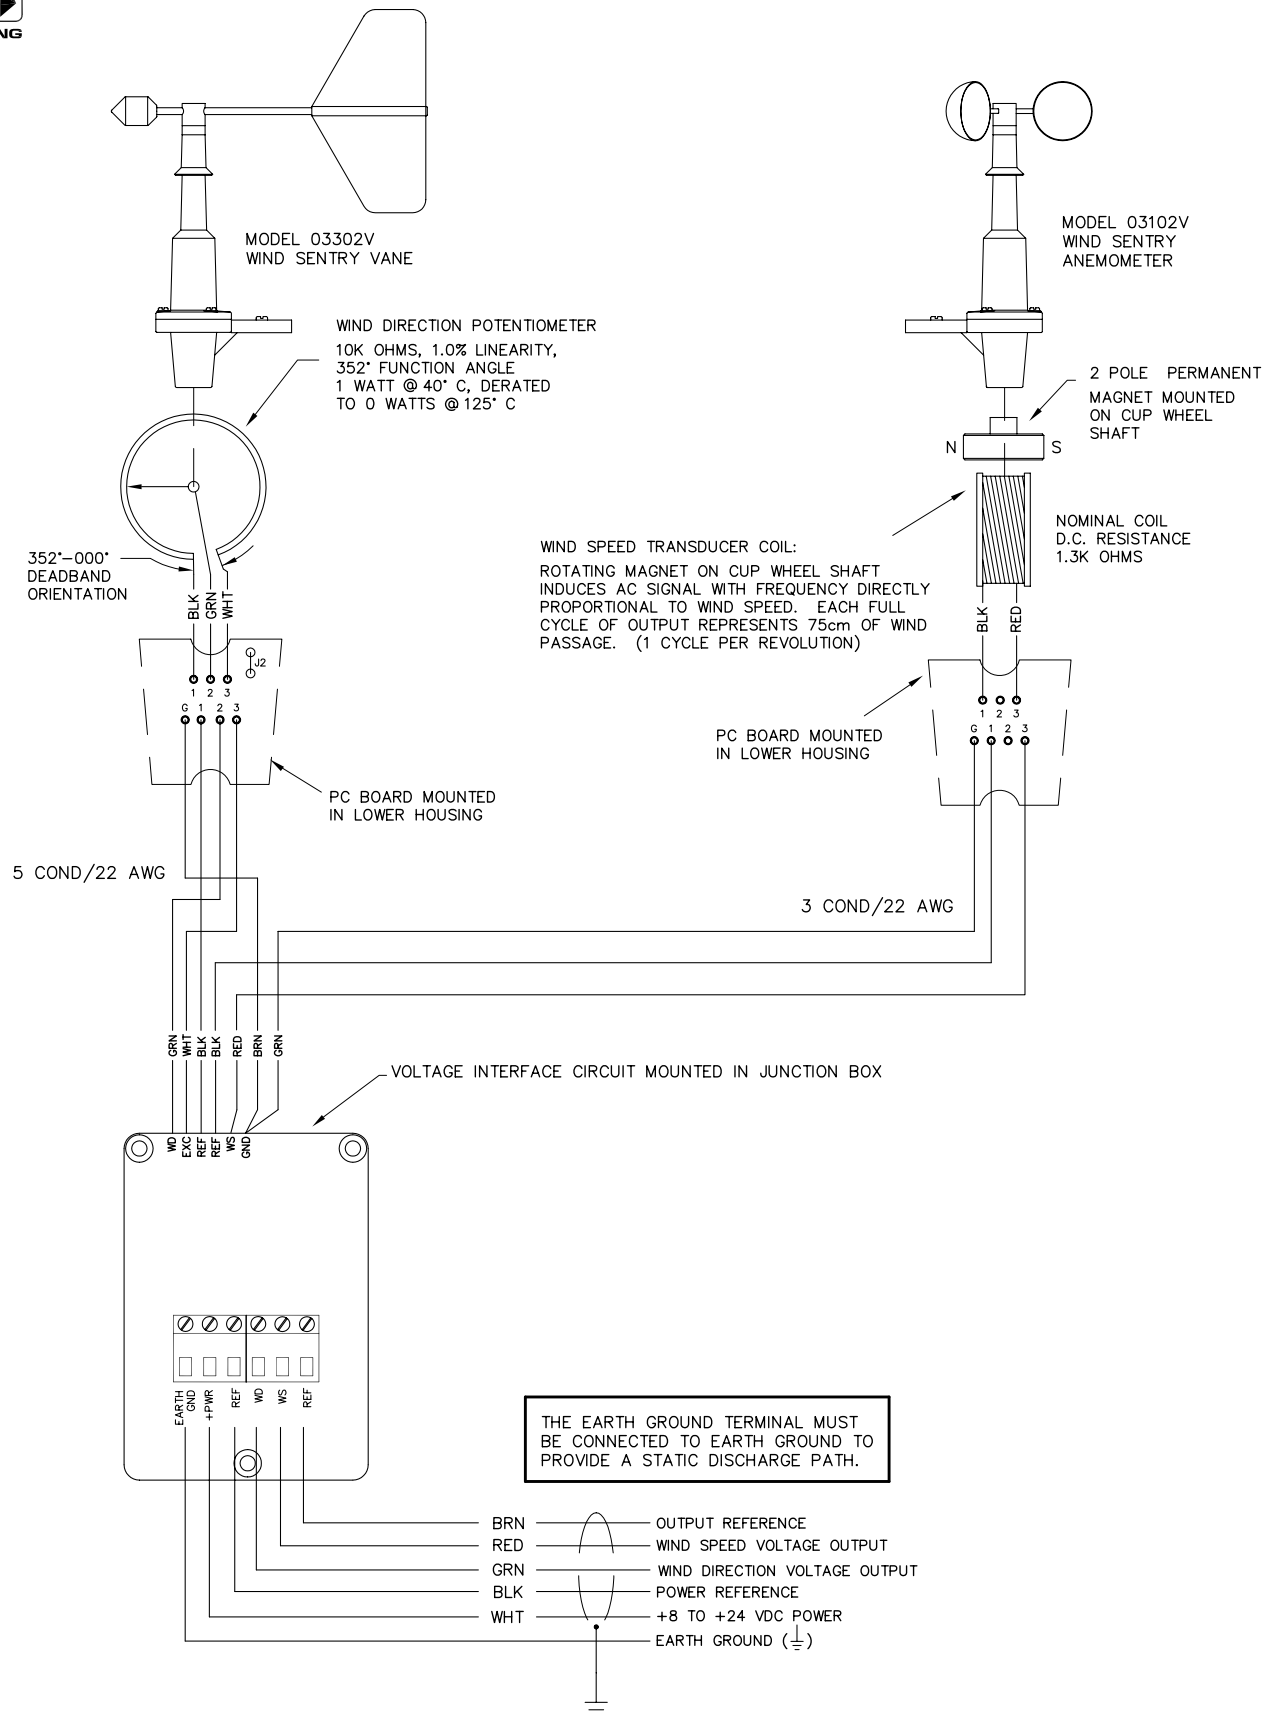 NG
MODEL 03302V
WIND SENTRY VANE
MODEL 03102V
WIND SENTRY
ANEMOMETER
WIND DIRECTION POTENTIOMETER
10K OHMS, 1.0% LINEARITY,
352° FUNCTION ANGLE
1 WATT @ 40° C, DERATED
TO 0 WATTS @ 125° C
2 POLE PERMANENT
MAGNET MOUNTED
ON CUP WHEEL
SHAFT
N
S
NOMINAL COIL
D.C. RESISTANCE
1.3K OHMS
WIND SPEED TRANSDUCER COIL:
ROTATING MAGNET ON CUP WHEEL SHAFT
INDUCES AC SIGNAL WITH FREQUENCY DIRECTLY
PROPORTIONAL TO WIND SPEED. EACH FULL
CYCLE OF OUTPUT REPRESENTS 75cm OF WIND
PASSAGE. (1 CYCLE PER REVOLUTION)
352°-000°
DEADBAND
ORIENTATION
BLK
GRN
WHT
BLK
RED
J2
1 2 3
G 1 2 3
1 2 3
G 1 2 3
PC BOARD MOUNTED
IN LOWER HOUSING
PC BOARD MOUNTED
IN LOWER HOUSING
5 COND/22 AWG
3 COND/22 AWG
GRN
WHT
BLK
BLK
RED
BRN
GRN
VOLTAGE INTERFACE CIRCUIT MOUNTED IN JUNCTION BOX
WD
EXC
REF
REF
WS
GND
EARTH
GND
+PWR
REF
WD
WS
REF
THE EARTH GROUND TERMINAL MUST
BE CONNECTED TO EARTH GROUND TO
PROVIDE A STATIC DISCHARGE PATH.
BRN OUTPUT REFERENCE
RED WIND SPEED VOLTAGE OUTPUT
GRN WIND DIRECTION VOLTAGE OUTPUT
BLK POWER REFERENCE
WHT +8 TO +24 VDC POWER
EARTH GROUND (⏚)